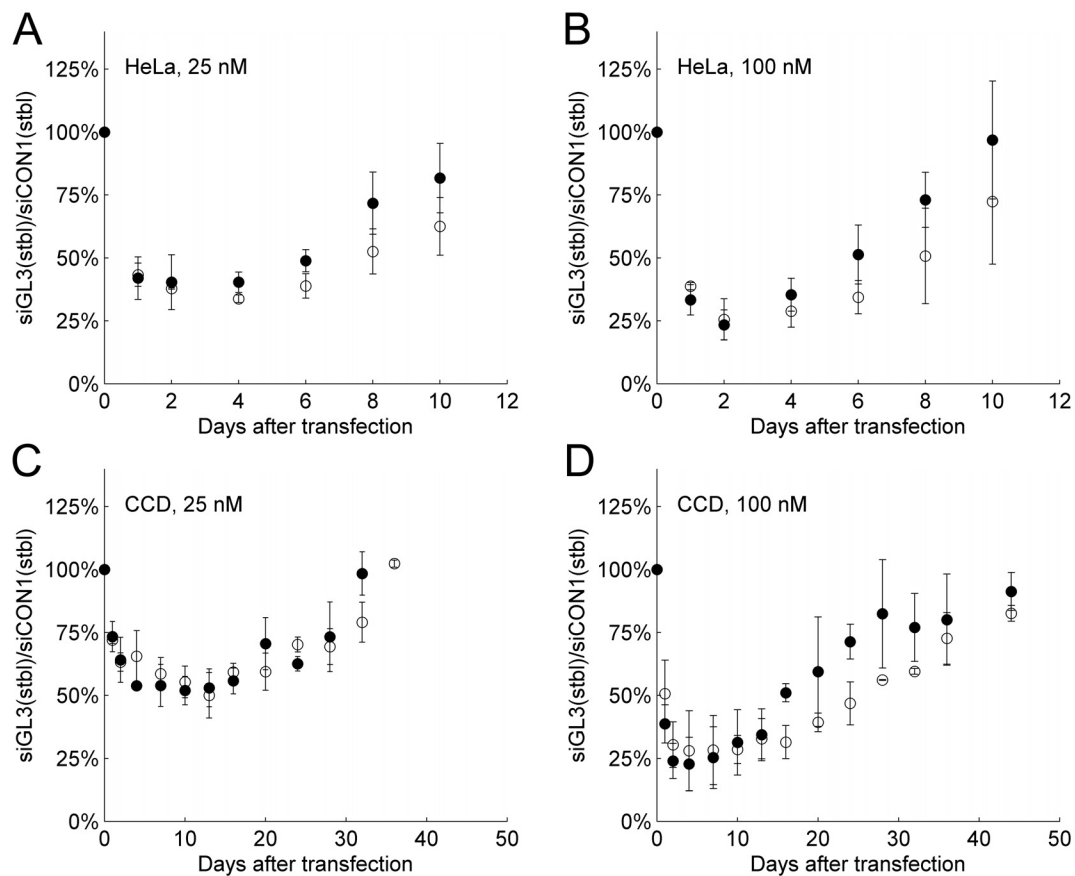 A
B
HeLa, 25 nM
HeLa, 100 nM
siGL3(stbl)/siCON1(stbl)
125%
100%
75%
50%
25%
0%
0 2 4 6 8 10 12
Days after transfection
siGL3(stbl)/siCON1(stbl)
125%
100%
75%
50%
25%
0%
0 2 4 6 8 10 12
Days after transfection
C
D
CCD, 25 nM
CCD, 100 nM
siGL3(stbl)/siCON1(stbl)
125%
100%
75%
50%
25%
0%
0 10 20 30 40 50
Days after transfection
siGL3(stbl)/siCON1(stbl)
125%
100%
75%
50%
25%
0%
0 10 20 30 40 50
Days after transfection